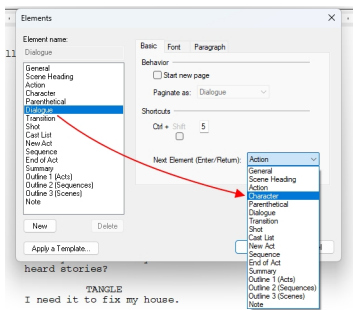 Elements
Element name:
Dialogue
General
Scene Heading
Action
Character
Parenthetical
Dialogue
Transition
Shot
Cast List
New Act
Sequence
End of Act
Summary
Outline 1 (Acts)
Outline 2 (Sequences)
Outline 3 (Scenes)
Note
New
Delete
Apply a Template...
Basic
Font
Paragraph
Behavior
Start new page
Paginate as:
Dialogue
Shortcuts
Ctrl + Shift
5
Next Element (Enter/Return):
Action
General
Scene Heading
Action
Character
Parenthetical
Dialogue
Transition
Shot
Cast List
New Act
Sequence
End of Act
Summary
Outline 1 (Acts)
Outline 2 (Sequences)
Outline 3 (Scenes)
Note
heard stories?
TANGLE
I need it to fix my house.